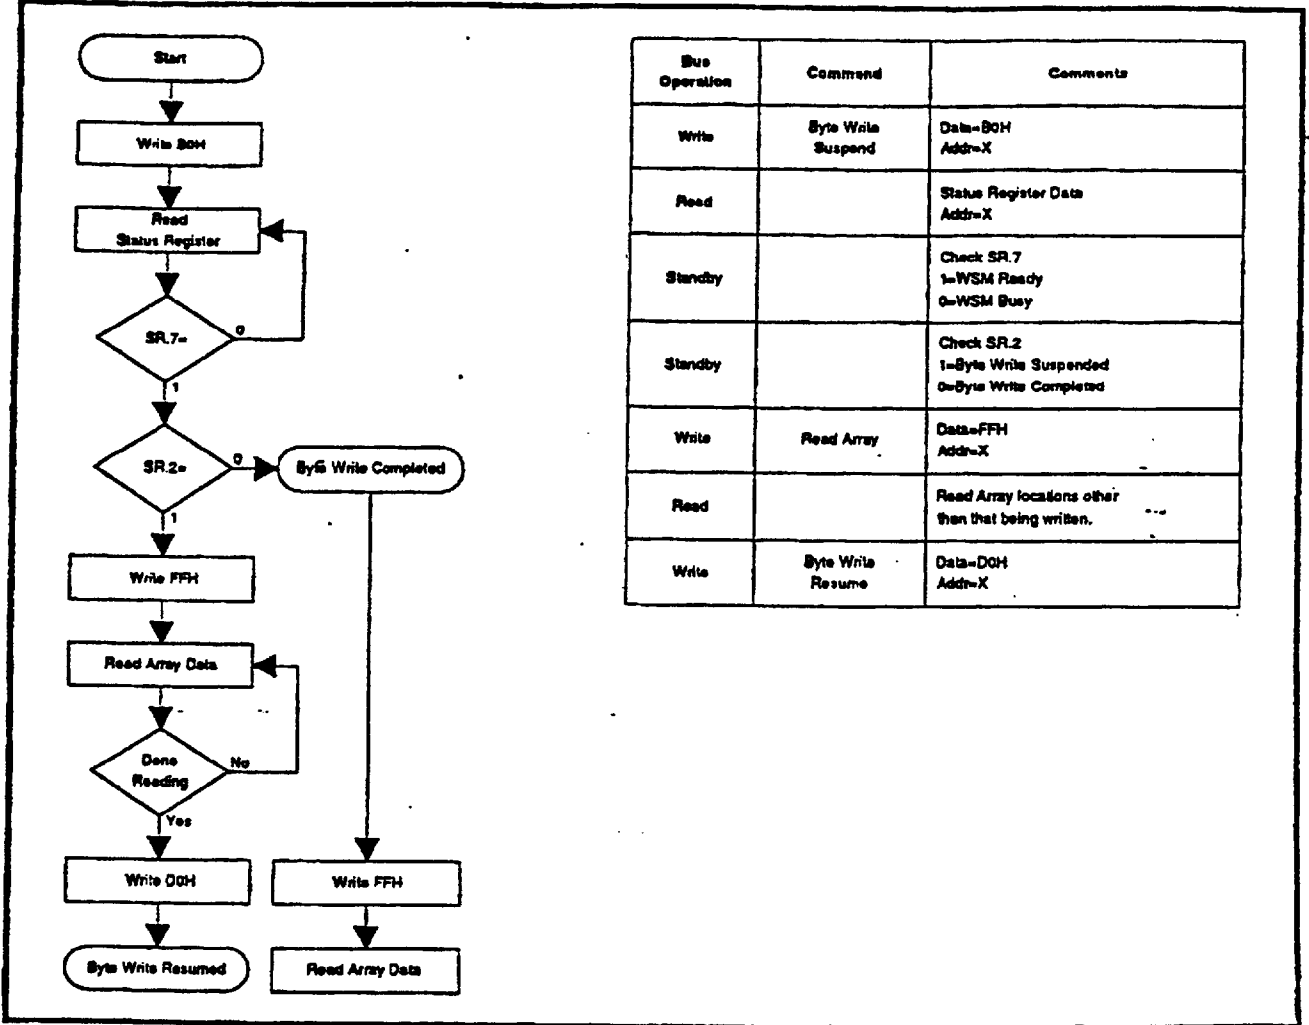 Start
Write B0H
Read
Status Register
SR.7=
0
1
SR.2=
0
Byte Write Completed
1
Write FFH
Read Array Data
Done
Reading
No
Yes
Write D0H
Write FFH
Byte Write Resumed
Read Array Data
Bus
Operation
Command
Comments
Write
Byte Write
Suspend
Data=B0H
Addr=X
Read
Status Register Data
Addr=X
Standby
Check SR.7
1=WSM Ready
0=WSM Busy
Standby
Check SR.2
1=Byte Write Suspended
0=Byte Write Completed
Write
Read Array
Data=FFH
Addr=X
Read
Read Array locations other
than that being written.
Write
Byte Write
Resume
Data=D0H
Addr=X